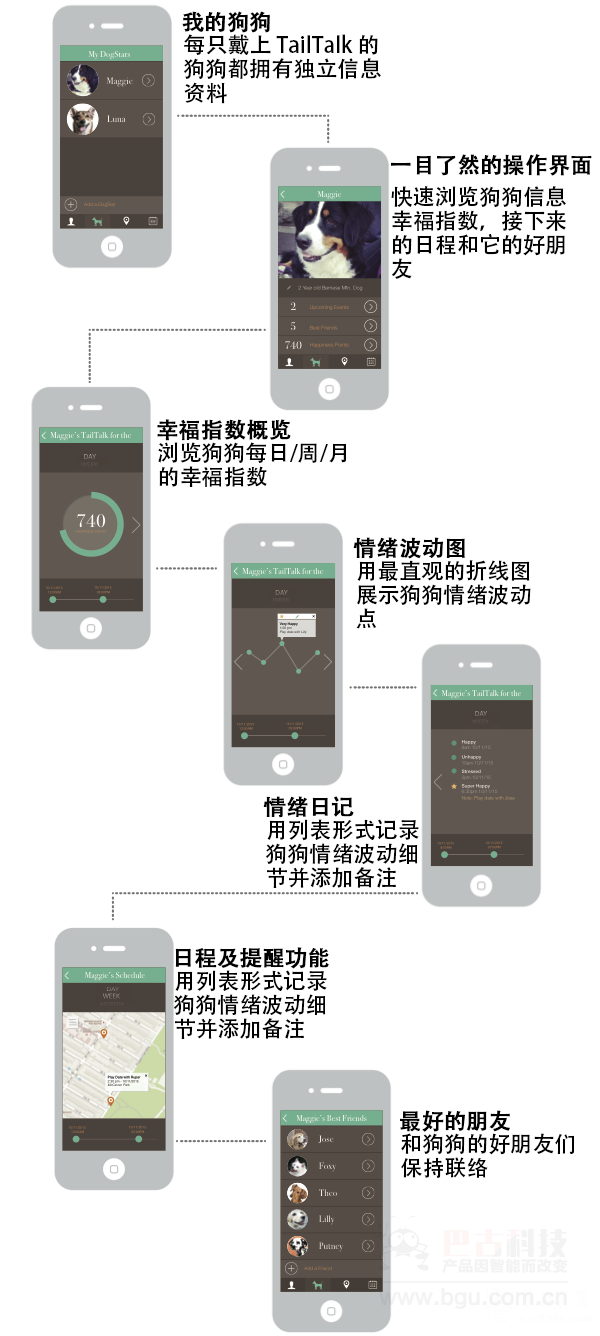 我的狗狗
每只戴上 TailTalk 的
狗狗都拥有独立信息
资料
My DogStars
Maggie
Luna
一目了然的操作界面
快速浏览狗狗信息
幸福指数，接下来
的日程和它的好朋
友
Maggie
2 Year old Bernese Mtn. Dog
2 Upcoming Events
5 Best Friends
740 Happiness Points
幸福指数概览
浏览狗狗每日/周/月
的幸福指数
Maggie's TailTalk for the
DAY
740
情绪波动图
用最直观的折线图
展示狗狗情绪波动
点
Maggie's TailTalk for the
DAY
Very Happy
Play date with Lilly
Maggie's TailTalk for the
DAY
Happy
Unhappy
Stressed
Super Happy
情绪日记
用列表形式记录
狗狗情绪波动细
节并添加备注
日程及提醒功能
用列表形式记录
狗狗情绪波动细
节并添加备注
Maggie's Schedule
DAY
WEEK
最好的朋友
和狗狗的好朋友们
保持联络
Maggie's Best Friends
Jose
Foxy
Theo
Lilly
Putney
Add a Friend
巴古科技
产品因智能而改变
www.bgu.com.cn